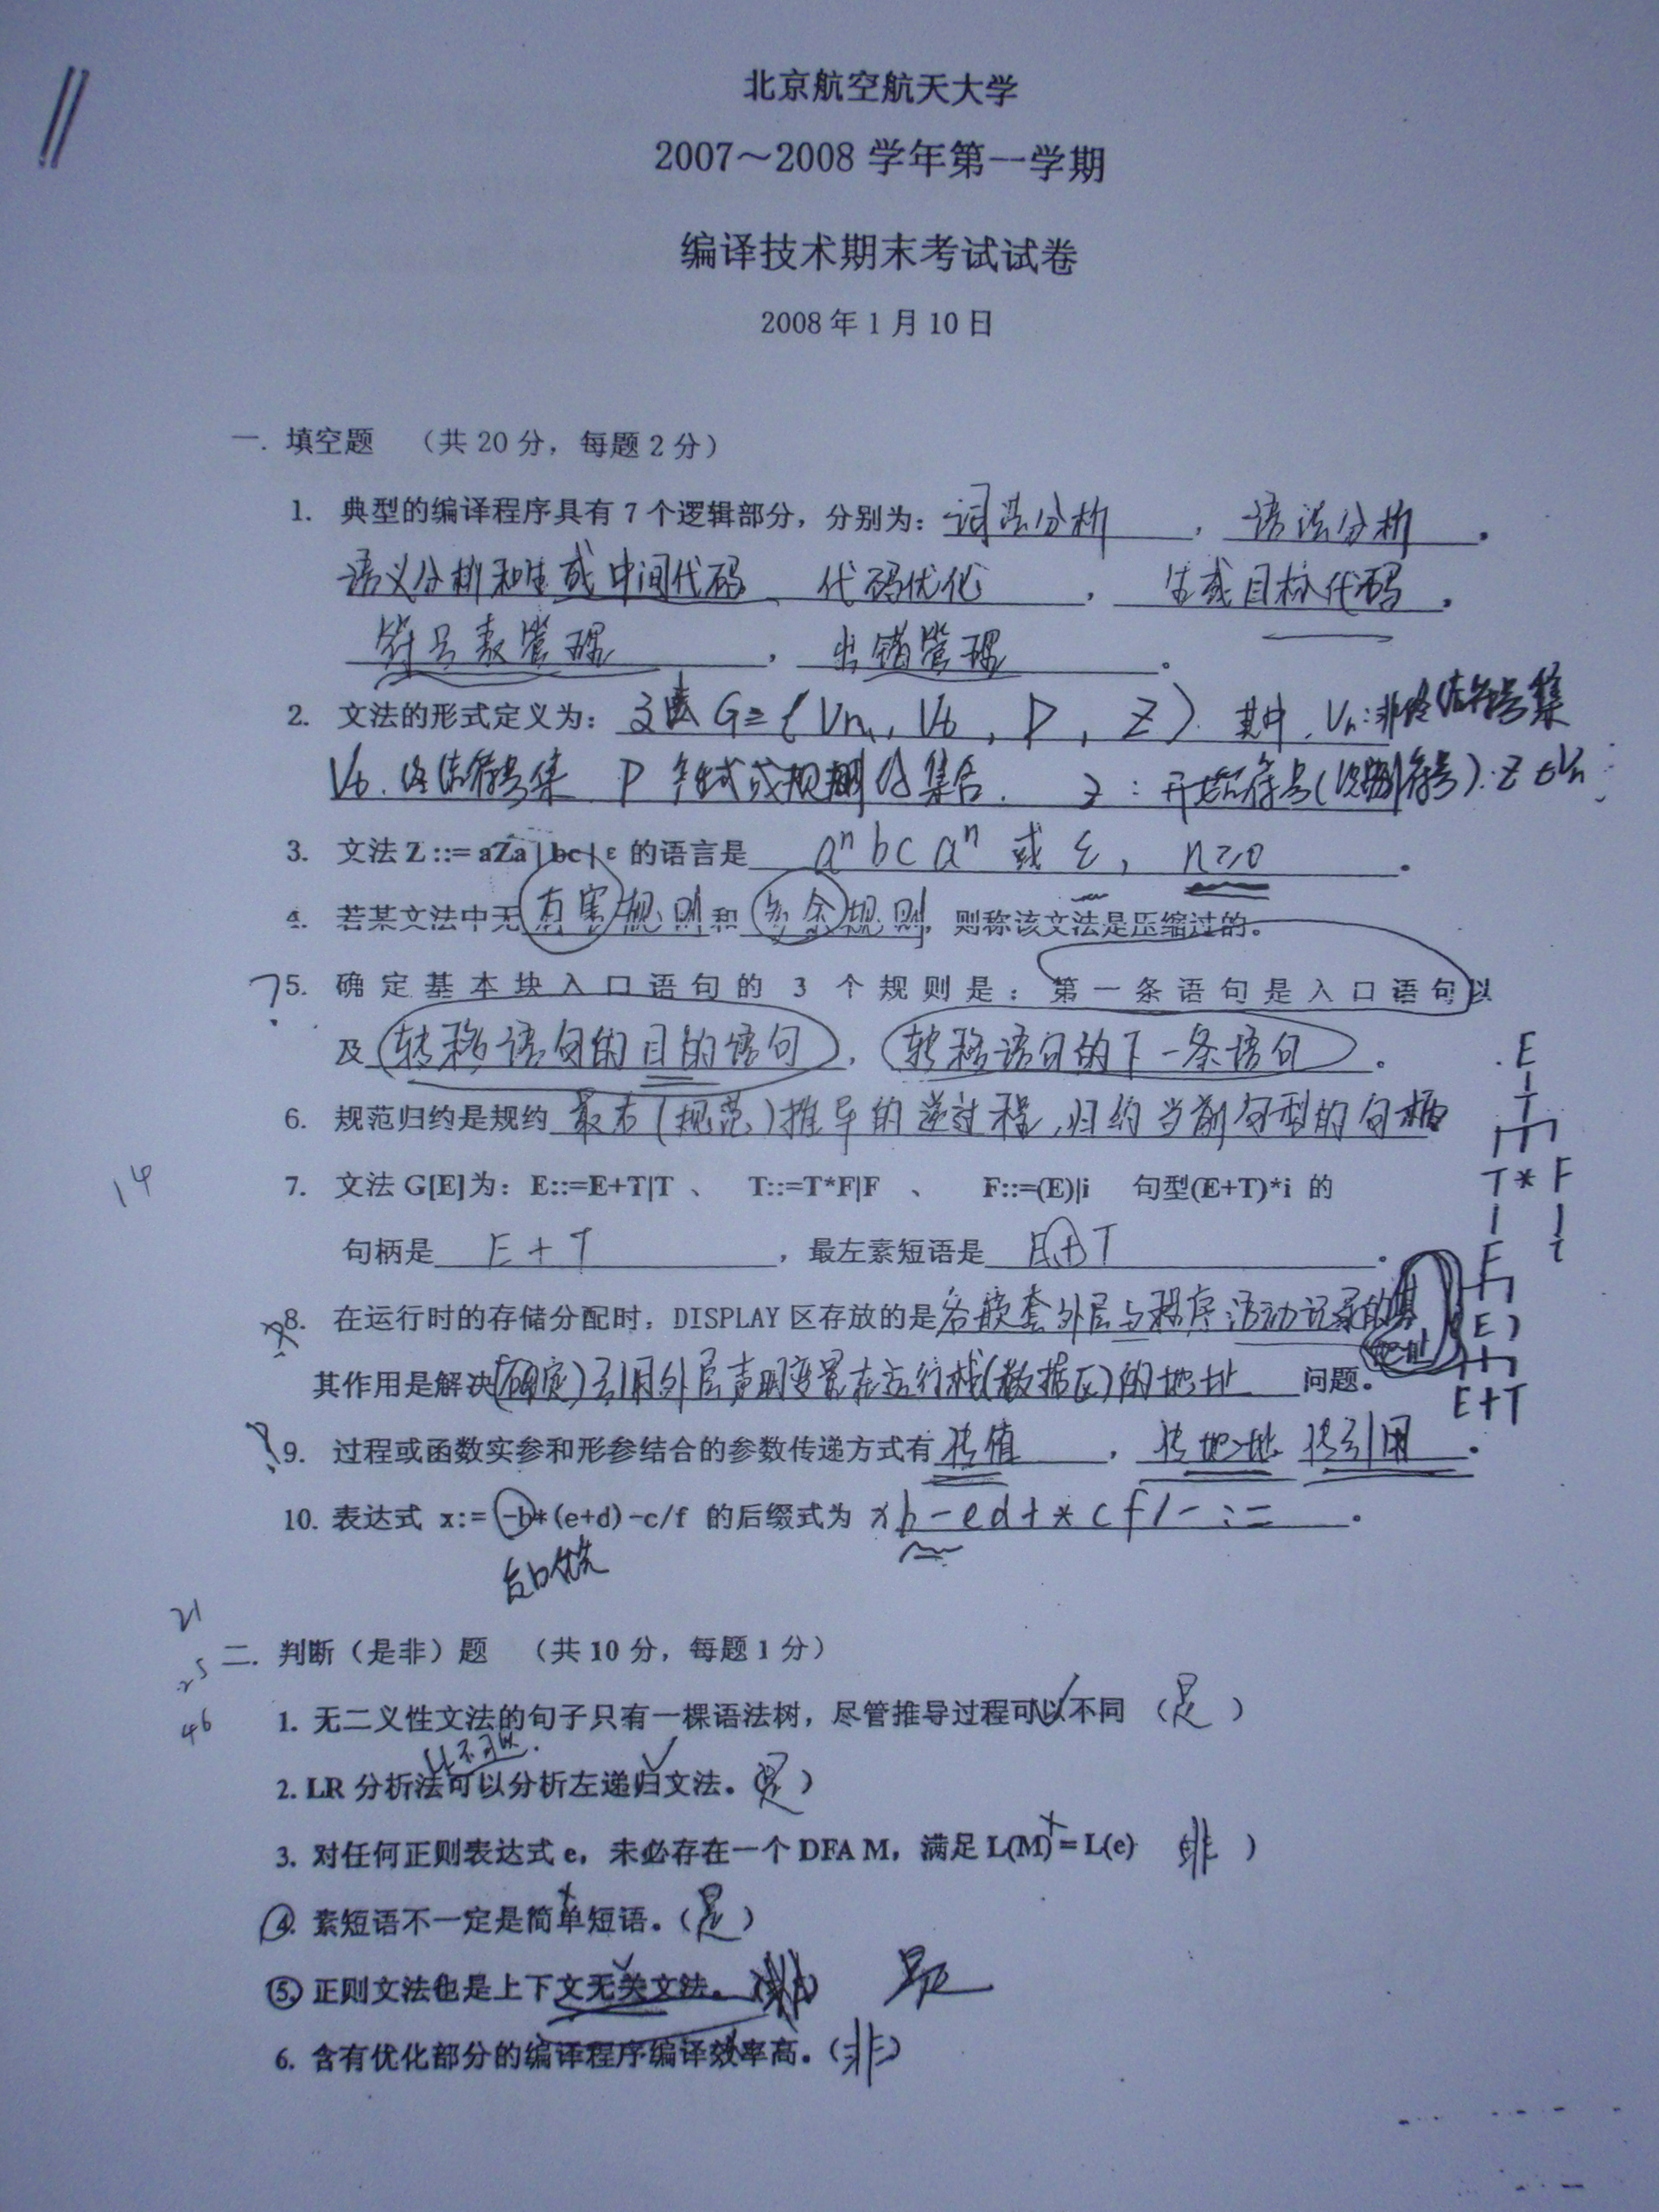 北京航空航天大学
2007～2008 学年第一学期
编译技术期末考试试卷
2008 年 1 月 10 日
一. 填空题 （共 20 分，每题 2 分）
1. 典型的编译程序具有 7 个逻辑部分，分别为：词法分析，语法分析，
语义分析和生成中间代码、代码优化，生成目标代码，
符号表管理，出错管理。
2. 文法的形式定义为：文法 G=(Vn, Vt, P, Z). 其中, Vn:非终结符号集
Vt. 终结符号集 P 产生式或规则的集合. Z: 开始符号(识别符号). Z∈Vn
3. 文法 Z ::= aZa | bc | ε 的语言是 aⁿbcaⁿ 或 ε, n≥0。
4. 若某文法中无有害规则和多余规则，则称该文法是压缩过的。
?5. 确定基本块入口语句的 3 个规则是：第一条语句是入口语句以
及转移语句的目的语句，转移语句的下一条语句。
6. 规范归约是规约最右(规范)推导的逆过程,归约当前句型的句柄
14
7. 文法 G[E]为：E::=E+T|T 、 T::=T*F|F 、 F::=(E)|i 句型(E+T)*i 的
句柄是 E+T，最左素短语是 E+T。
8. 在运行时的存储分配时，DISPLAY 区存放的是各嵌套外层 程序活动记录的基
地址
其作用是解决(确定)引用外层声明变量在运行栈(数据区)的地址问题。
9. 过程或函数实参和形参结合的参数传递方式有传值，传地址 传引用。
10. 表达式 x:= -b*(e+d)-c/f 的后缀式为 xb-ed+*cf/-:=。
优先
E
T
T * F
F i
( E )
E+T
21
25
46
二. 判断（是非）题 （共 10 分，每题 1 分）
1. 无二义性文法的句子只有一棵语法树，尽管推导过程可以不同 （是）
LL不可以.
2. LR 分析法可以分析左递归文法。（是）
3. 对任何正则表达式 e，未必存在一个 DFA M，满足 L(M) = L(e) （非）
4. 素短语不一定是简单短语。（是）
5. 正则文法也是上下文无关文法。（非） 是
6. 含有优化部分的编译程序编译效率高。（非）